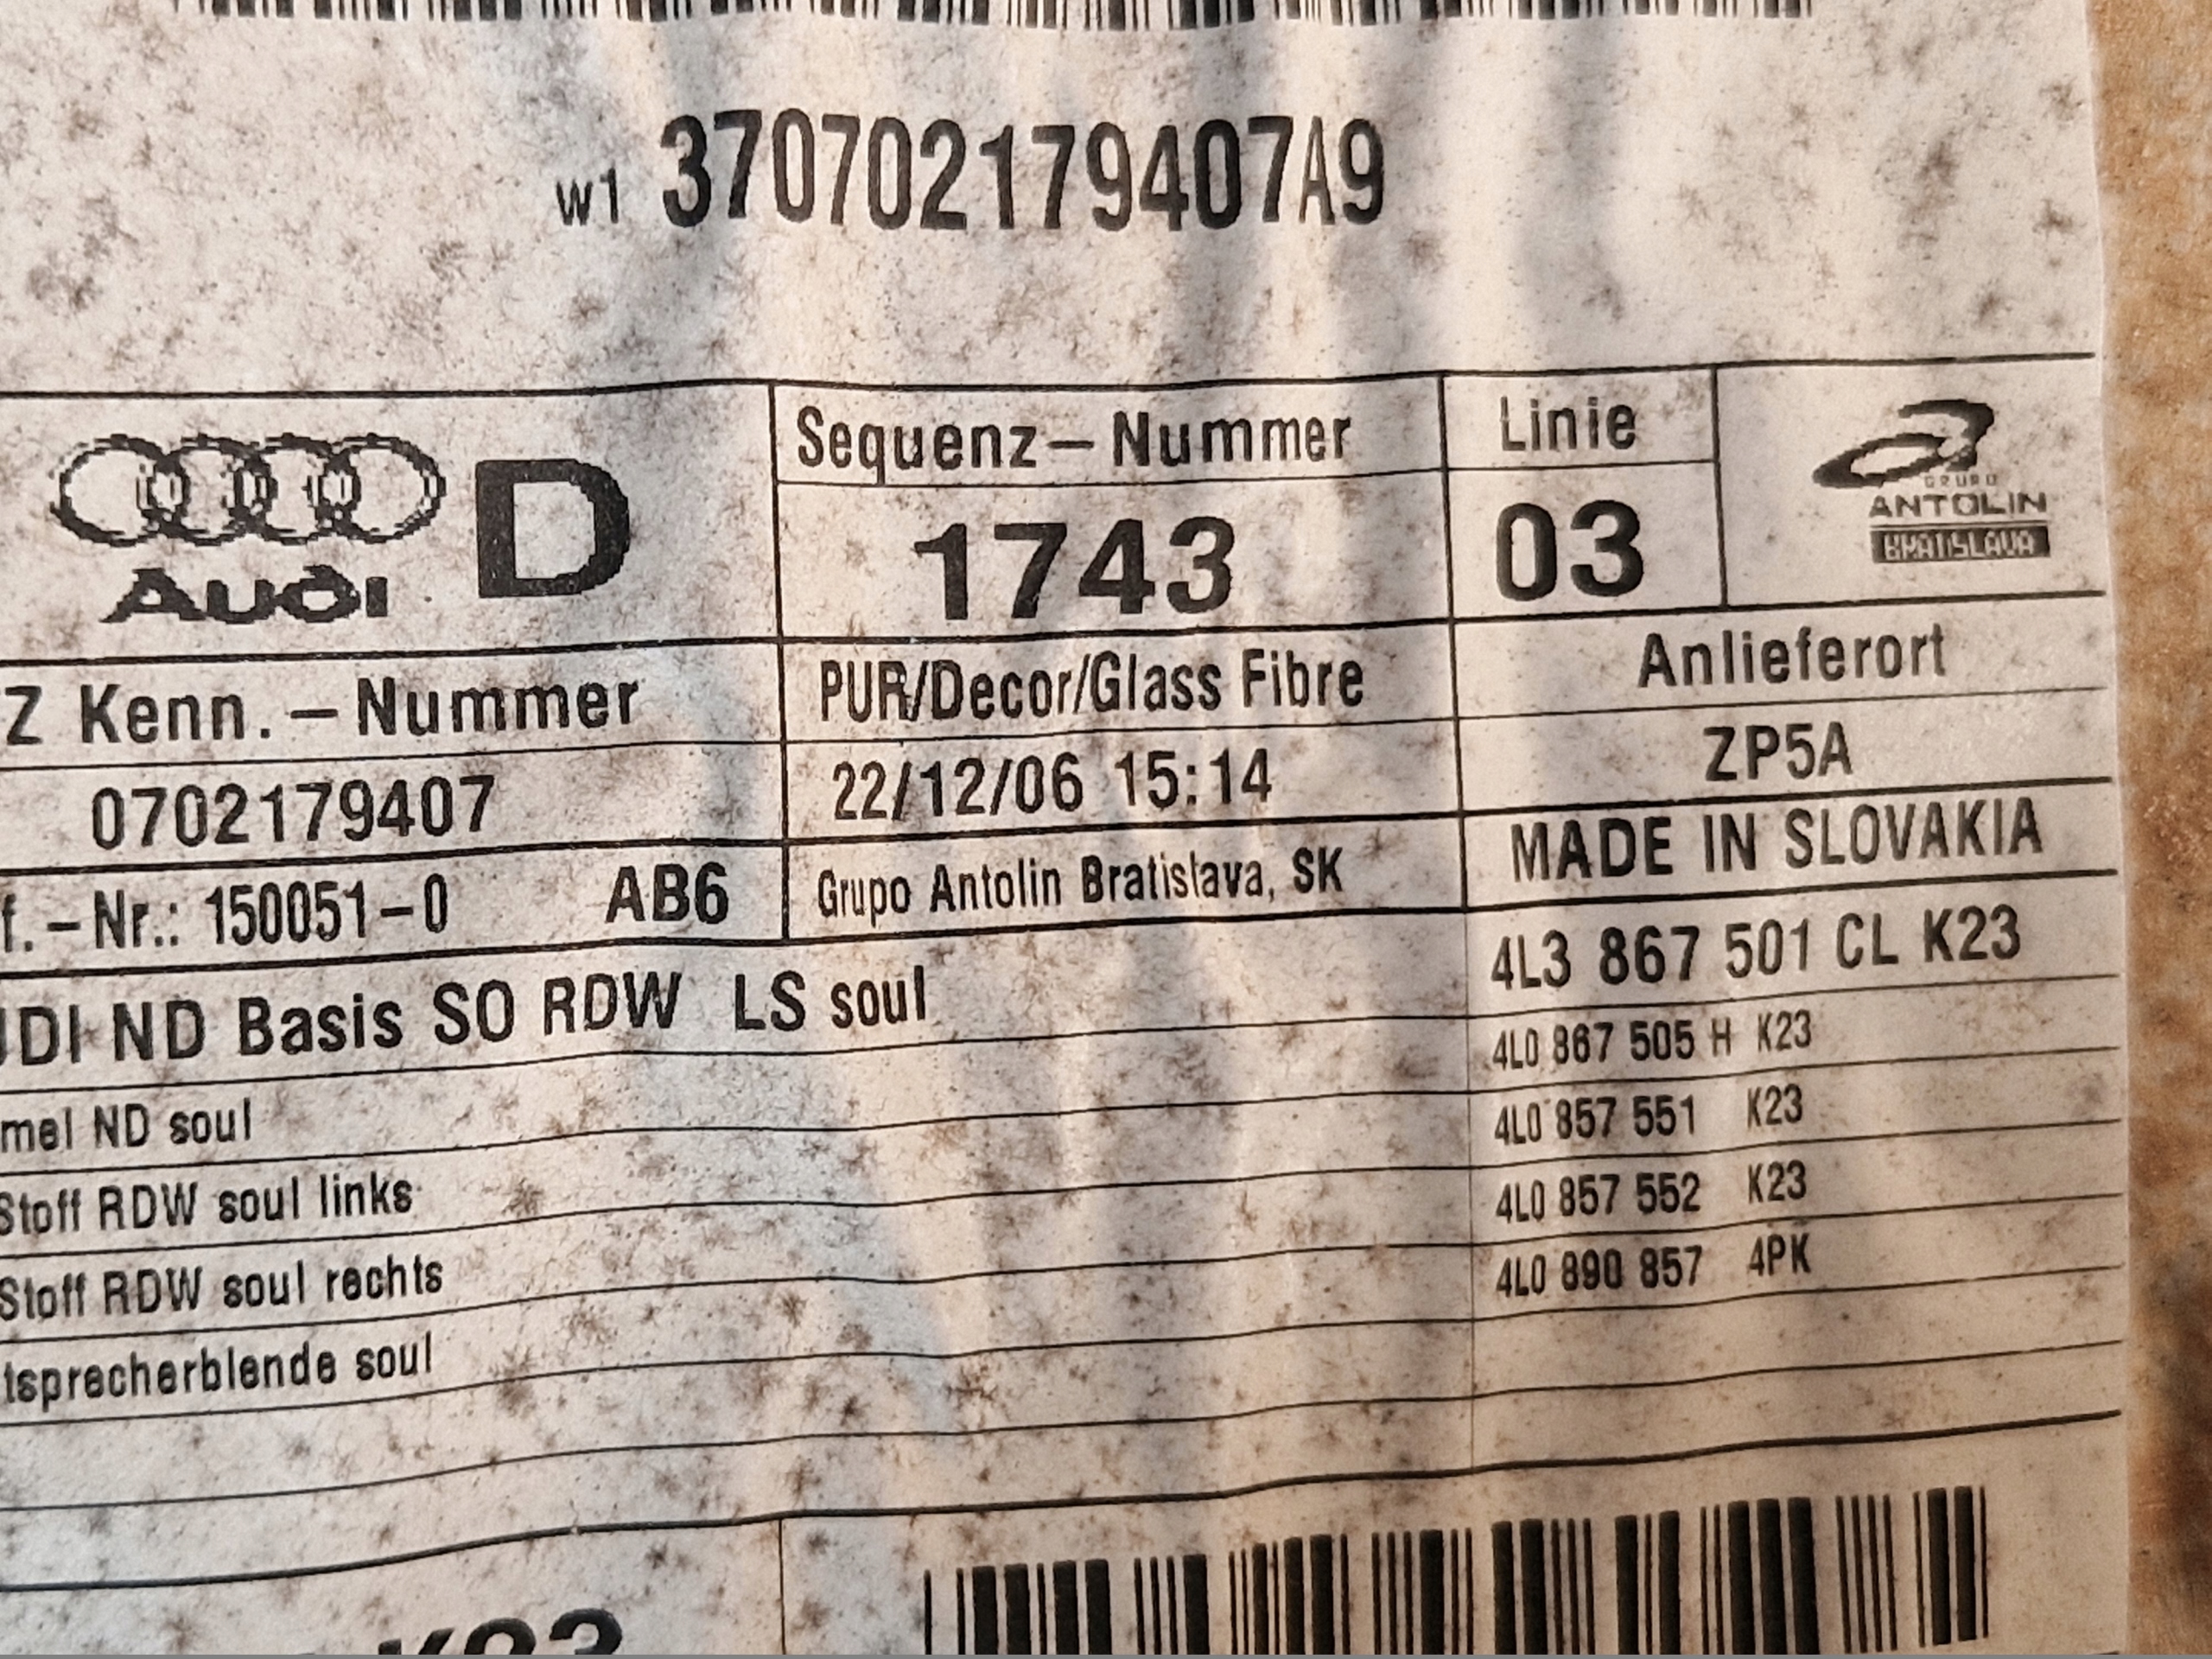 w1 370702179407A9
Sequenz-Nummer
Linie
AUDI
D
1743
03
GRUPO
ANTOLIN
BRATISLAVA
Z Kenn.-Nummer
PUR/Decor/Glass Fibre
Anlieferort
0702179407
22/12/06 15:14
ZP5A
f.-Nr.: 150051-0 AB6
Grupo Antolin Bratislava, SK
MADE IN SLOVAKIA
UDI ND Basis SO RDW LS soul
4L3 867 501 CL K23
mel ND soul
4L0 867 505 H K23
Stoff RDW soul links
4L0 857 551 K23
Stoff RDW soul rechts
4L0 857 552 K23
tsprecherblende soul
4L0 890 857 4PK
K23